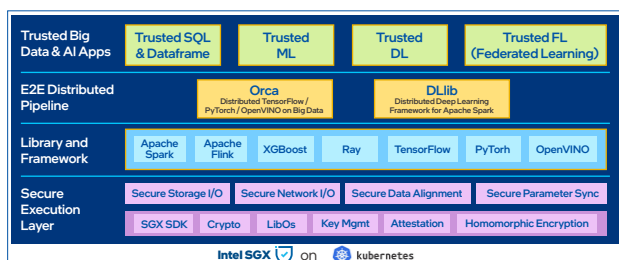 Trusted Big
Data & AI Apps
Trusted SQL
& Dataframe
Trusted
ML
Trusted
DL
Trusted FL
(Federated Learning)
E2E Distributed
Pipeline
Orca
Distributed TensorFlow /
PyTorch / OpenVINO on Big Data
DLlib
Distributed Deep Learning
Framework for Apache Spark
Library and
Framework
Apache
Spark
Apache
Flink
XGBoost
Ray
TensorFlow
PyTorh
OpenVINO
Secure
Execution
Layer
Secure Storage I/O
Secure Network I/O
Secure Data Alignment
Secure Parameter Sync
SGX SDK
Crypto
LibOs
Key Mgmt
Attestation
Homomorphic Encryption
Intel SGX on kubernetes